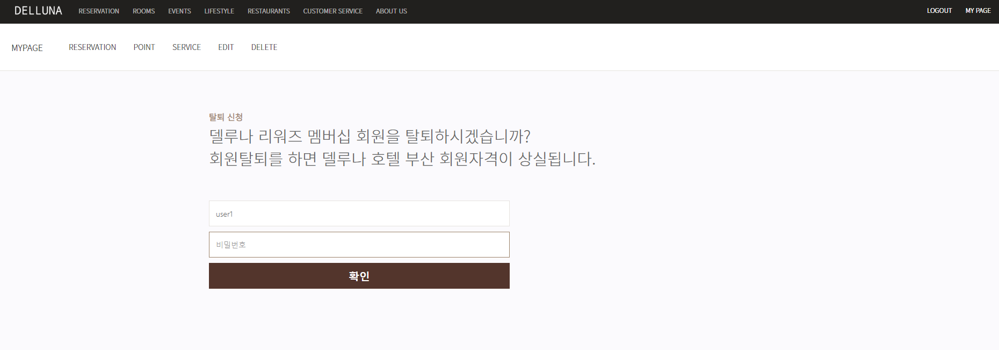 DELLUNA RESERVATION ROOMS EVENTS LIFESTYLE RESTAURANTS CUSTOMER SERVICE ABOUT US LOGOUT MY PAGE
MYPAGE RESERVATION POINT SERVICE EDIT DELETE
탈퇴 신청
델루나 리워즈 멤버십 회원을 탈퇴하시겠습니까?
회원탈퇴를 하면 델루나 호텔 부산 회원자격이 상실됩니다.
user1
비밀번호
확인